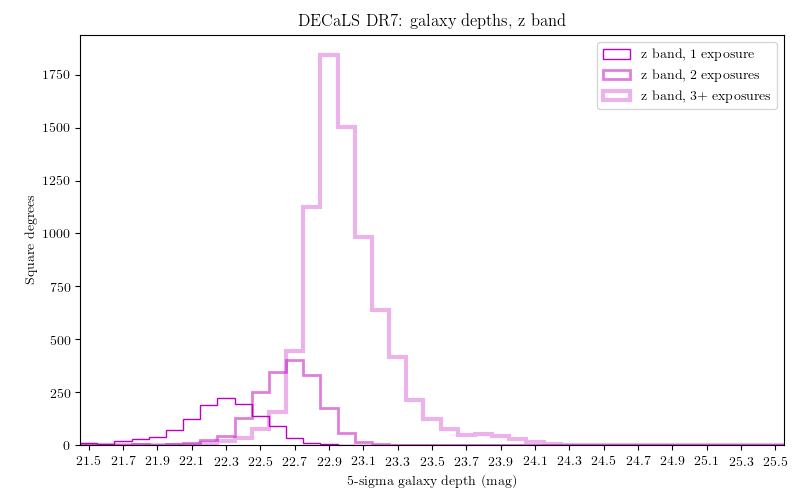 DECaLS DR7: galaxy depths, z band
z band, 1 exposure
z band, 2 exposures
z band, 3+ exposures
Square degrees
1750
1500
1250
1000
750
500
250
0
21.5 21.7 21.9 22.1 22.3 22.5 22.7 22.9 23.1 23.3 23.5 23.7 23.9 24.1 24.3 24.5 24.7 24.9 25.1 25.3 25.5
5-sigma galaxy depth (mag)